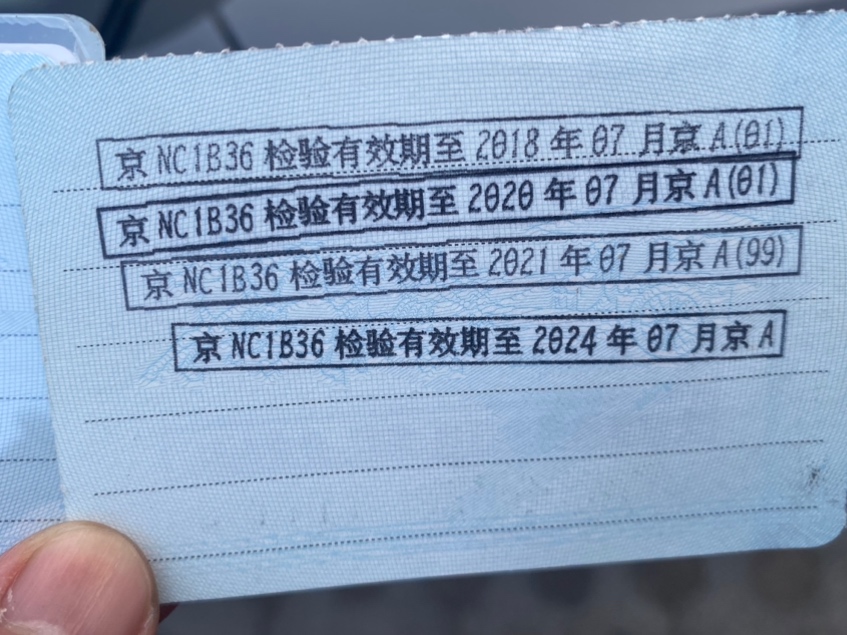 京 NC1B36 检验有效期至 2018 年 07 月京 A(01)
京 NC1B36 检验有效期至 2020 年 07 月京 A(01)
京 NC1B36 检验有效期至 2021 年 07 月京 A(99)
京 NC1B36 检验有效期至 2024 年 07 月京 A